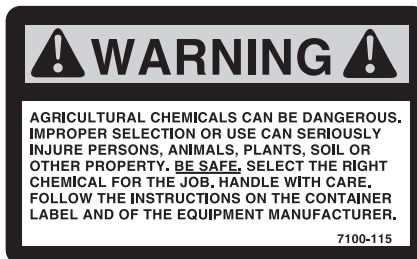 WARNING
AGRICULTURAL CHEMICALS CAN BE DANGEROUS.
IMPROPER SELECTION OR USE CAN SERIOUSLY
INJURE PERSONS, ANIMALS, PLANTS, SOIL OR
OTHER PROPERTY. BE SAFE. SELECT THE RIGHT
CHEMICAL FOR THE JOB. HANDLE WITH CARE.
FOLLOW THE INSTRUCTIONS ON THE CONTAINER
LABEL AND OF THE EQUIPMENT MANUFACTURER.
7100-115